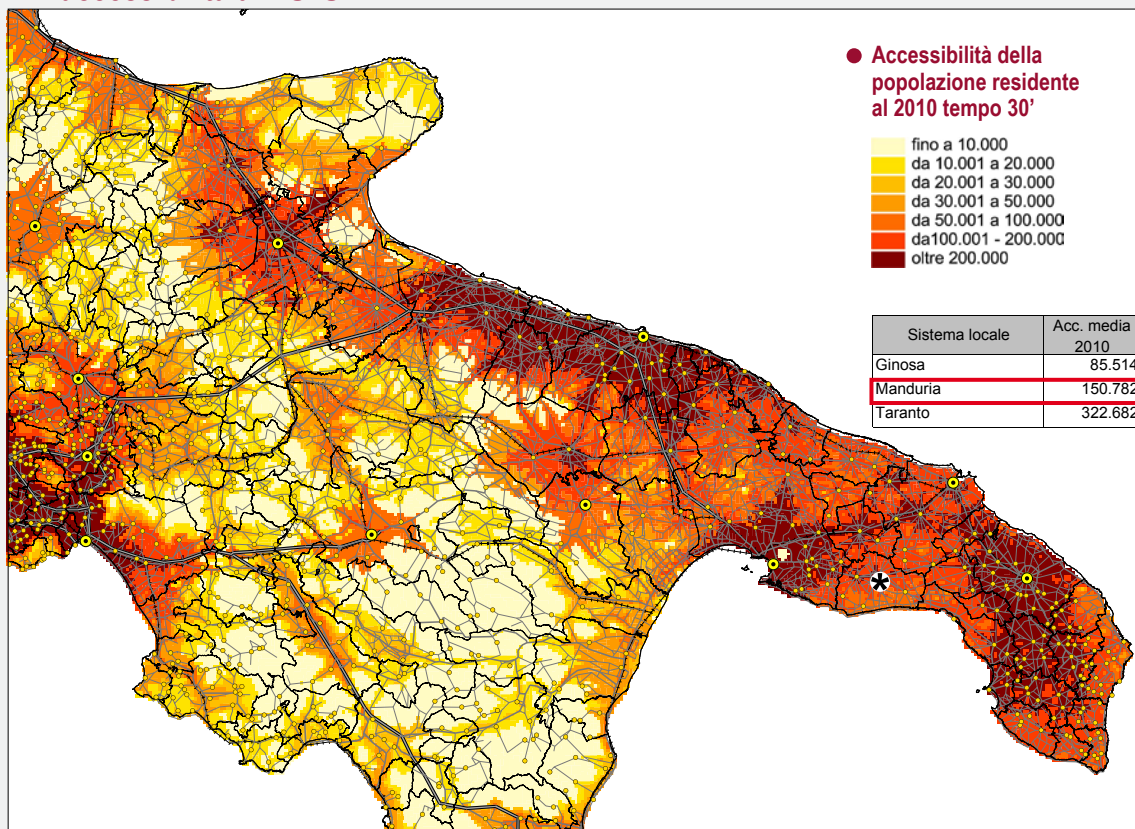 Accessibilità della
popolazione residente
al 2010 tempo 30’
fino a 10.000
da 10.001 a 20.000
da 20.001 a 30.000
da 30.001 a 50.000
da 50.001 a 100.000
da100.001 - 200.000
oltre 200.000
Sistema locale Acc. media 2010
Ginosa 85.514
Manduria 150.782
Taranto 322.682